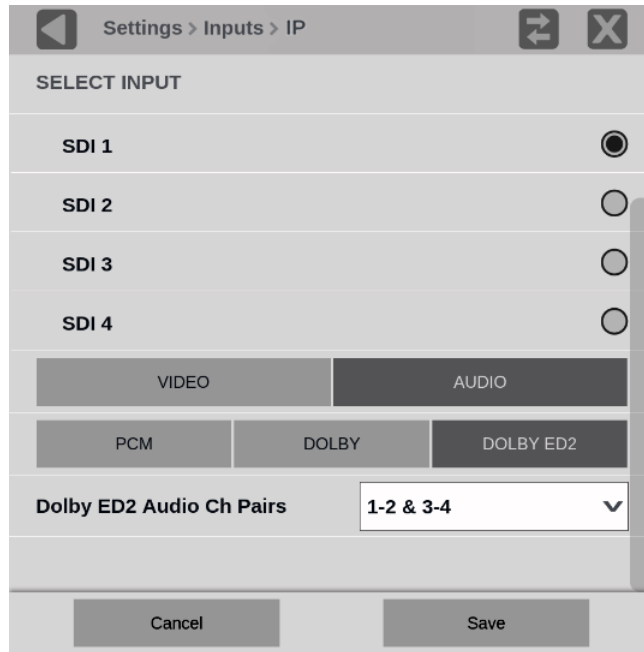 Settings > Inputs > IP
SELECT INPUT
SDI 1
SDI 2
SDI 3
SDI 4
VIDEO AUDIO
PCM DOLBY DOLBY ED2
Dolby ED2 Audio Ch Pairs 1-2 & 3-4
Cancel Save